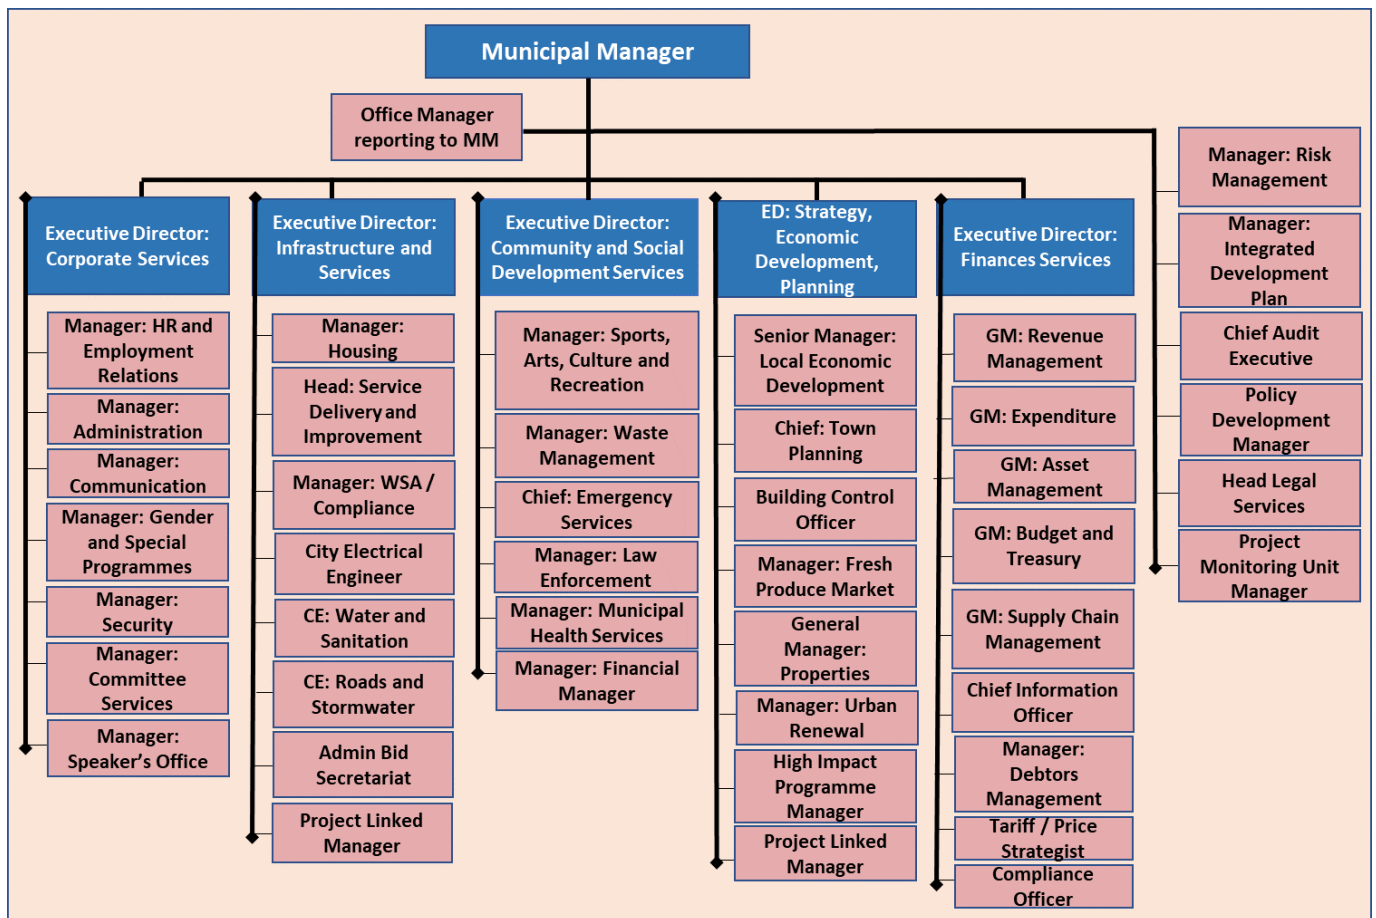 Municipal Manager
Office Manager
reporting to MM
Executive Director:
Corporate Services
Manager: HR and
Employment
Relations
Manager:
Administration
Manager:
Communication
Manager: Gender
and Special
Programmes
Manager:
Security
Manager:
Committee
Services
Manager:
Speaker's Office
Executive Director:
Infrastructure and
Services
Manager:
Housing
Head: Service
Delivery and
Improvement
Manager: WSA /
Compliance
City Electrical
Engineer
CE: Water and
Sanitation
CE: Roads and
Stormwater
Admin Bid
Secretariat
Project Linked
Manager
Executive Director:
Community and Social
Development Services
Manager: Sports,
Arts, Culture and
Recreation
Manager: Waste
Management
Chief: Emergency
Services
Manager: Law
Enforcement
Manager: Municipal
Health Services
Manager: Financial
Manager
ED: Strategy,
Economic
Development,
Planning
Senior Manager:
Local Economic
Development
Chief: Town
Planning
Building Control
Officer
Manager: Fresh
Produce Market
General
Manager:
Properties
Manager: Urban
Renewal
High Impact
Programme
Manager
Project Linked
Manager
Executive Director:
Finances Services
GM: Revenue
Management
GM: Expenditure
GM: Asset
Management
GM: Budget and
Treasury
GM: Supply Chain
Management
Chief Information
Officer
Manager:
Debtors
Management
Tariff / Price
Strategist
Compliance
Officer
Manager: Risk
Management
Manager:
Integrated
Development
Plan
Chief Audit
Executive
Policy
Development
Manager
Head Legal
Services
Project
Monitoring Unit
Manager